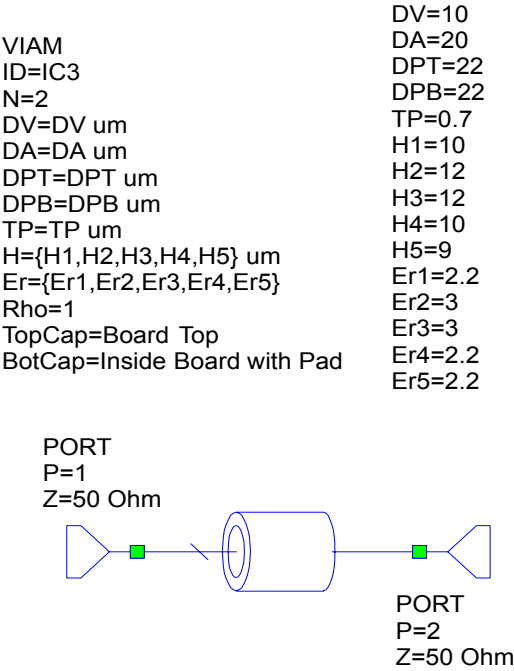 VIAM
ID=IC3
N=2
DV=DV um
DA=DA um
DPT=DPT um
DPB=DPB um
TP=TP um
H={H1,H2,H3,H4,H5} um
Er={Er1,Er2,Er3,Er4,Er5}
Rho=1
TopCap=Board Top
BotCap=Inside Board with Pad
DV=10
DA=20
DPT=22
DPB=22
TP=0.7
H1=10
H2=12
H3=12
H4=10
H5=9
Er1=2.2
Er2=3
Er3=3
Er4=2.2
Er5=2.2
PORT
P=1
Z=50 Ohm
PORT
P=2
Z=50 Ohm